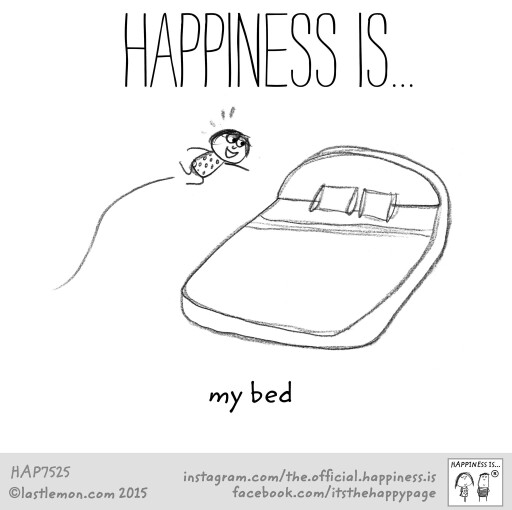 HAPPINESS IS...
my bed
HAP7525
©lastlemon.com 2015
instagram.com/the.official.happiness.is
facebook.com/itsthehappypage
HAPPINESS IS...